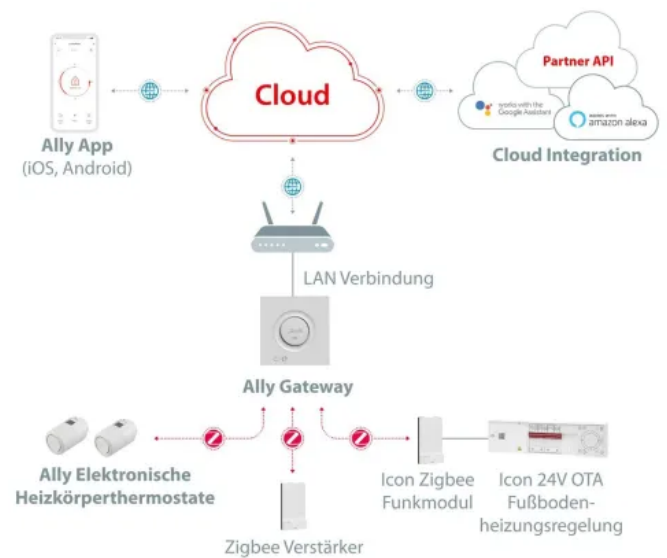 Cloud
Partner API
works with the
Google Assistant
amazon alexa
Ally App
(iOS, Android)
Cloud Integration
LAN Verbindung
Ally Gateway
Ally Elektronische
Heizkörperthermostate
Icon Zigbee
Funkmodul
Icon 24V OTA
Fußboden-
heizungsregelung
Zigbee Verstärker